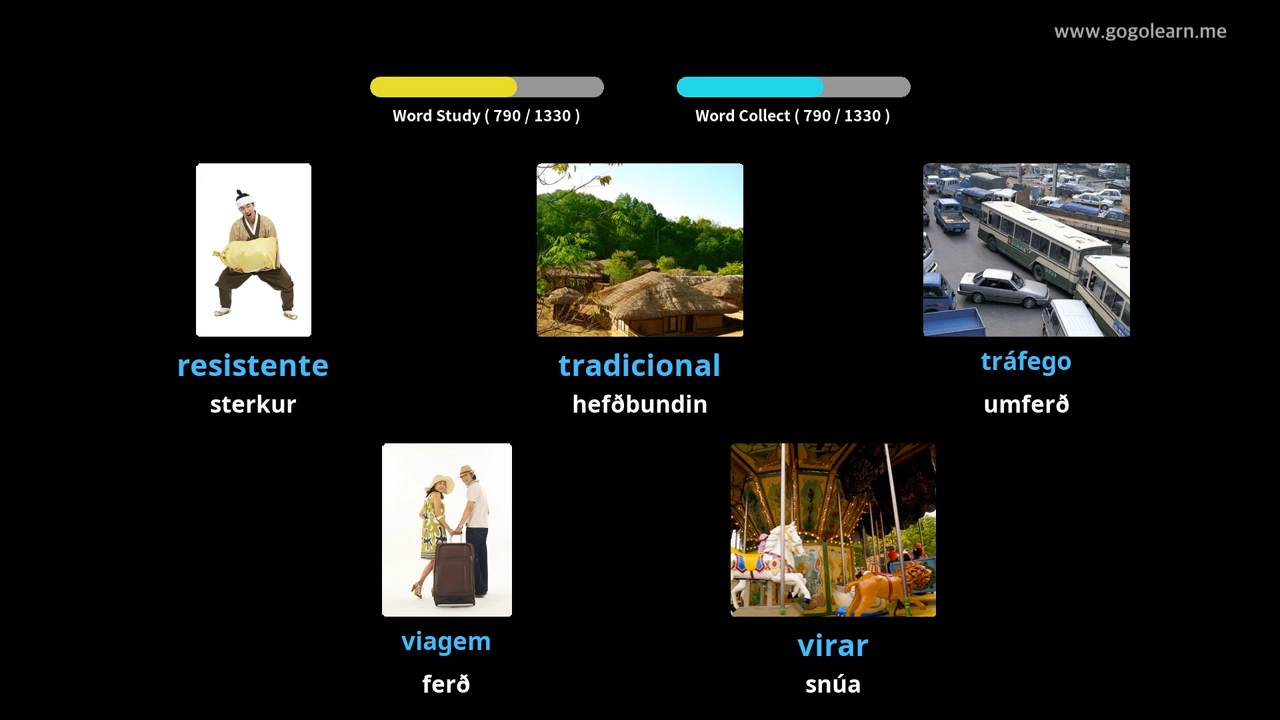 www.gogolearn.me
Word Study ( 790 / 1330 )
Word Collect ( 790 / 1330 )
resistente
sterkur
tradicional
hefðbundin
tráfego
umferð
viagem
ferð
virar
snúa